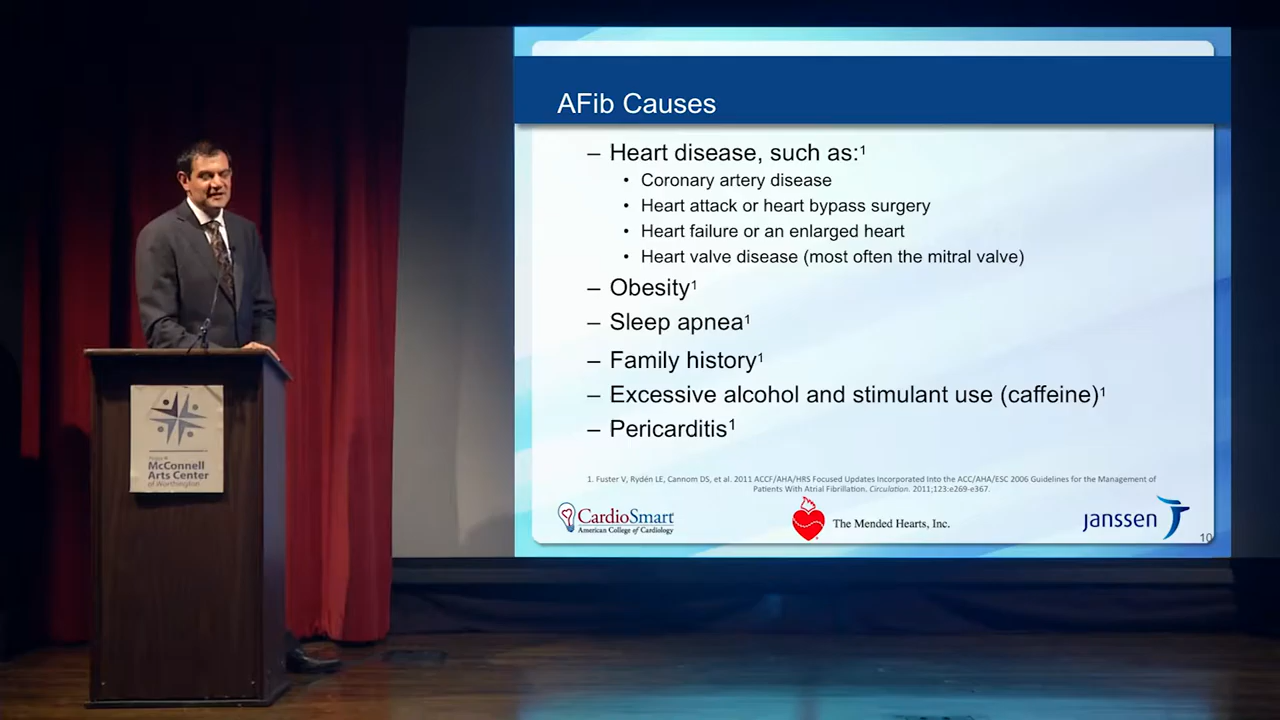 AFib Causes
– Heart disease, such as:1
• Coronary artery disease
• Heart attack or heart bypass surgery
• Heart failure or an enlarged heart
• Heart valve disease (most often the mitral valve)
– Obesity1
– Sleep apnea1
– Family history1
– Excessive alcohol and stimulant use (caffeine)1
– Pericarditis1
1. Fuster V, Rydén LE, Cannom DS, et al. 2011 ACCF/AHA/HRS Focused Updates Incorporated Into the ACC/AHA/ESC 2006 Guidelines for the Management of
Patients With Atrial Fibrillation. Circulation. 2011;123:e269-e367.
CardioSmart
American College of Cardiology
The Mended Hearts, Inc.
janssen
10
McConnell
Arts Center
of Worthington